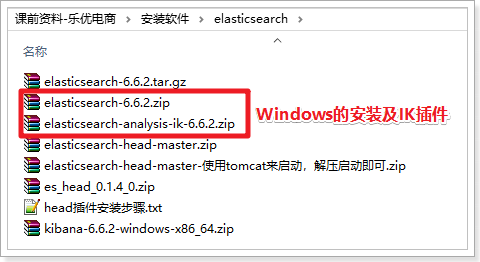 课前资料-乐优电商 › 安装软件 › elasticsearch
名称
elasticsearch-6.6.2.tar.gz
elasticsearch-6.6.2.zip
elasticsearch-analysis-ik-6.6.2.zip
Windows的安装及IK插件
elasticsearch-head-master.zip
elasticsearch-head-master-使用tomcat来启动，解压启动即可.zip
es_head_0.1.4_0.zip
head插件安装步骤.txt
kibana-6.6.2-windows-x86_64.zip